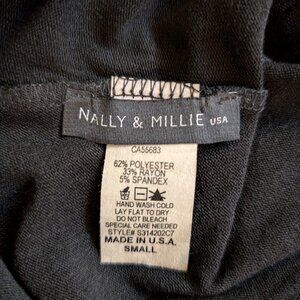 NALLY & MILLIE USA
CA55683
62% POLYESTER
33% RAYON
5% SPANDEX
HAND WASH COLD
LAY FLAT TO DRY
DO NOT BLEACH
SPECIAL CARE NEEDED
STYLE# S314202C7
MADE IN U.S.A.
SMALL